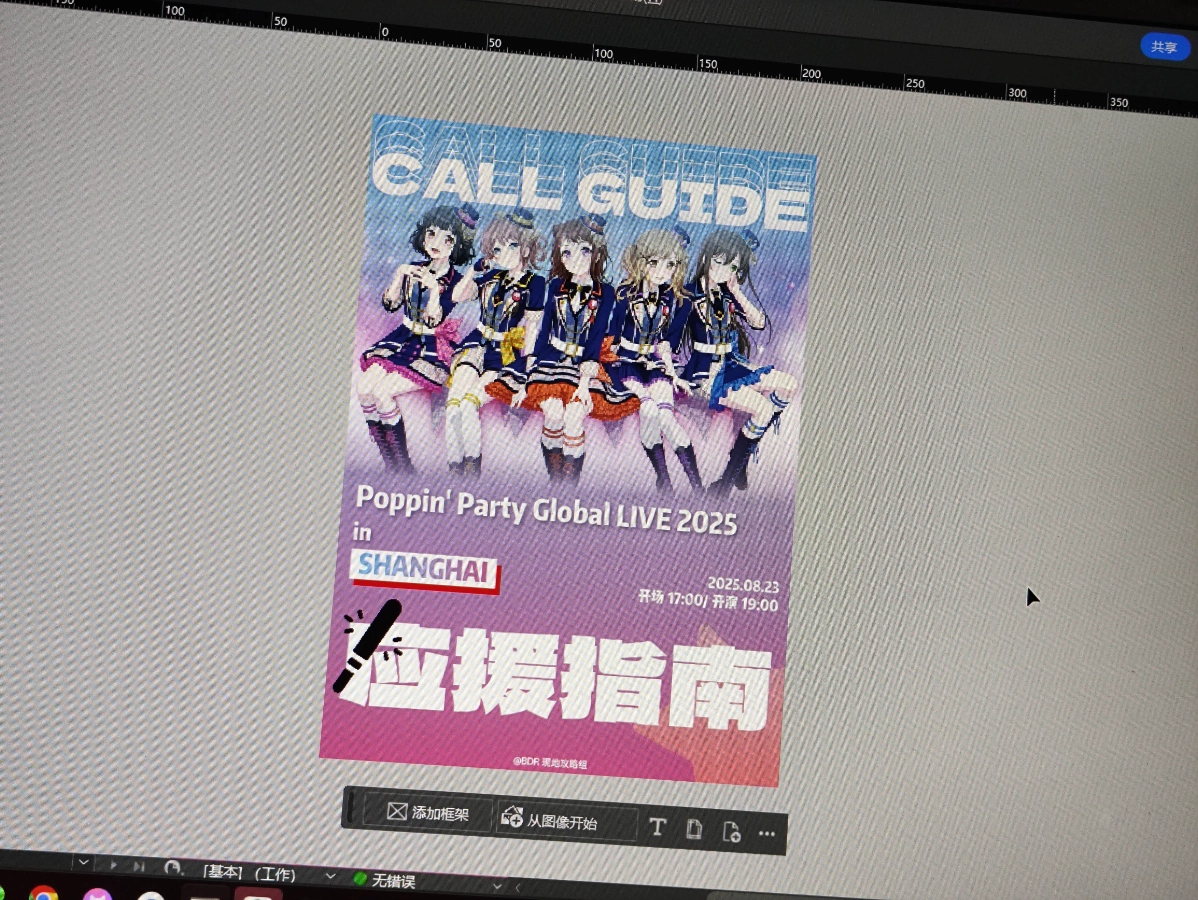 100
50
0
50
100
150
200
250
300
350
共享
CALL GUIDE
CALL GUIDE
Poppin' Party Global LIVE 2025
in
SHANGHAI
2025.08.23
开场 17:00/ 开演 19:00
应援指南
@BDR 现地攻略组
添加框架
从图像开始
T
[基本] (工作)
无错误